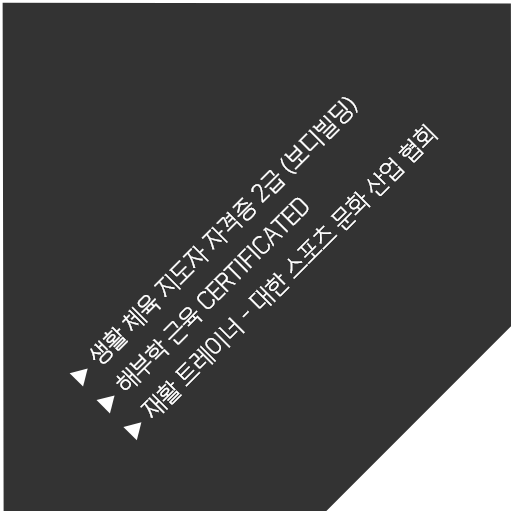 ▶ 생활 체육 지도자 자격증 2급 (보디빌딩)
▶ 해부학 근육 CERTIFICATED
▶ 재활 트레이너 - 대한 스포츠 문화 산업 협회